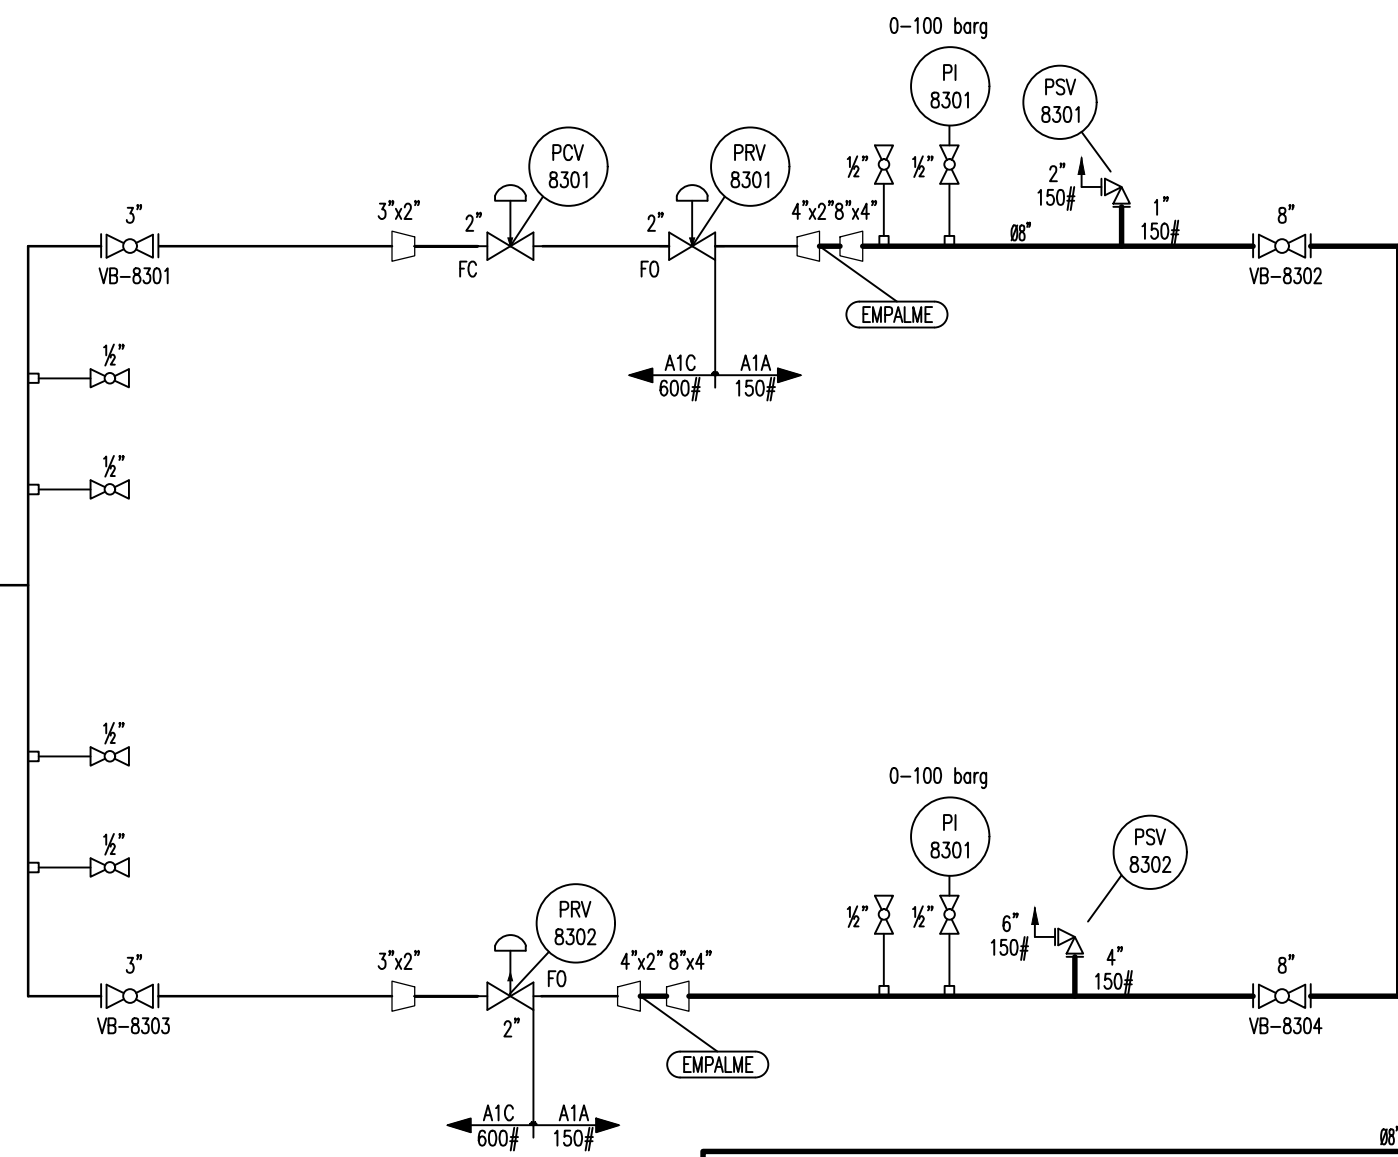 0-100 barg
PI
8301
PSV
8301
PCV
8301
PRV
8301
½"
½"
2"
150#
3"
3"x2"
2"
2"
4"x2"
8"x4"
Ø8"
1"
150#
8"
VB-8301
FC
FO
VB-8302
EMPALME
½"
A1C
600#
A1A
150#
½"
½"
0-100 barg
PI
8301
PSV
8302
½"
PRV
8302
½"
½"
6"
150#
3"
3"x2"
FO
4"x2"
8"x4"
4"
150#
8"
VB-8303
2"
VB-8304
EMPALME
A1C
600#
A1A
150#
Ø8"